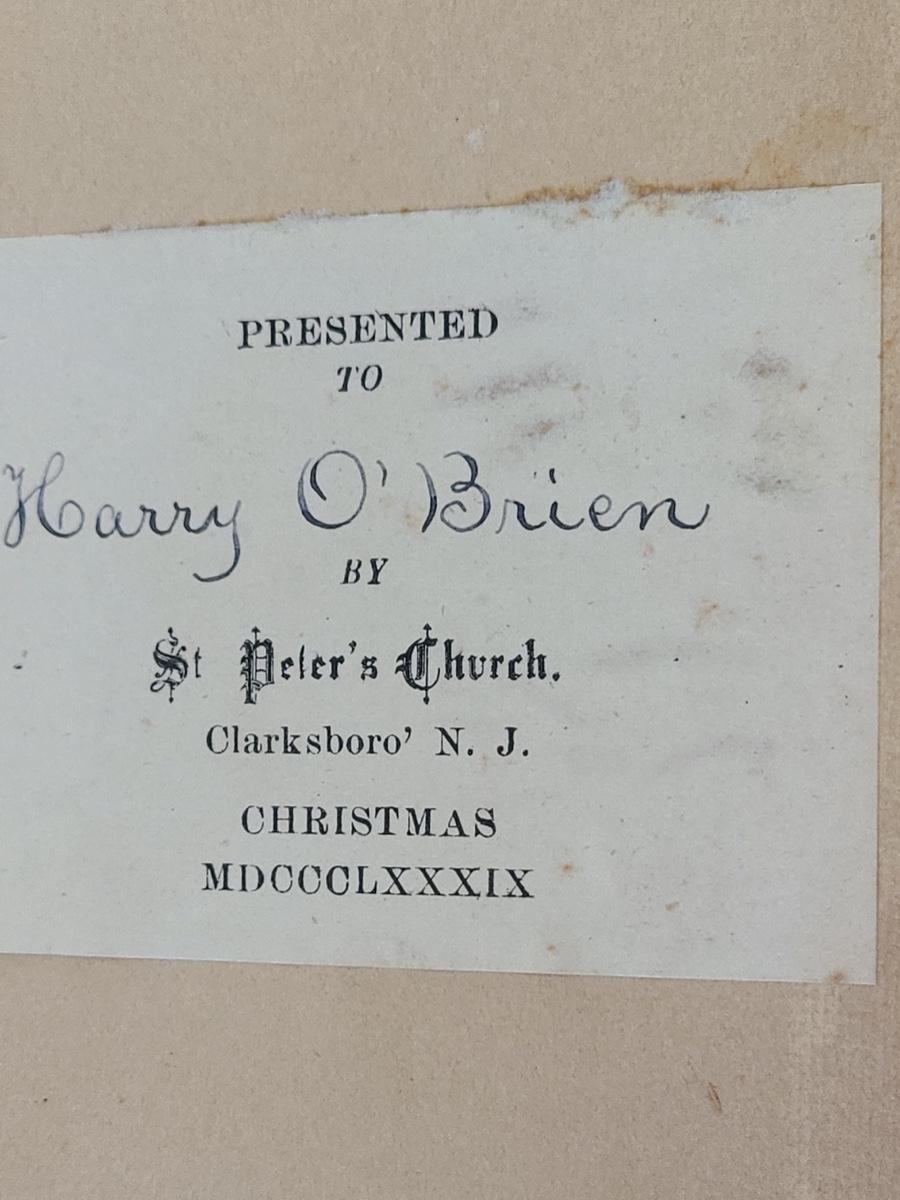 PRESENTED
TO
Harry O'Brien
BY
St Peter's Church.
Clarksboro' N. J.
CHRISTMAS
MDCCCLXXXIX